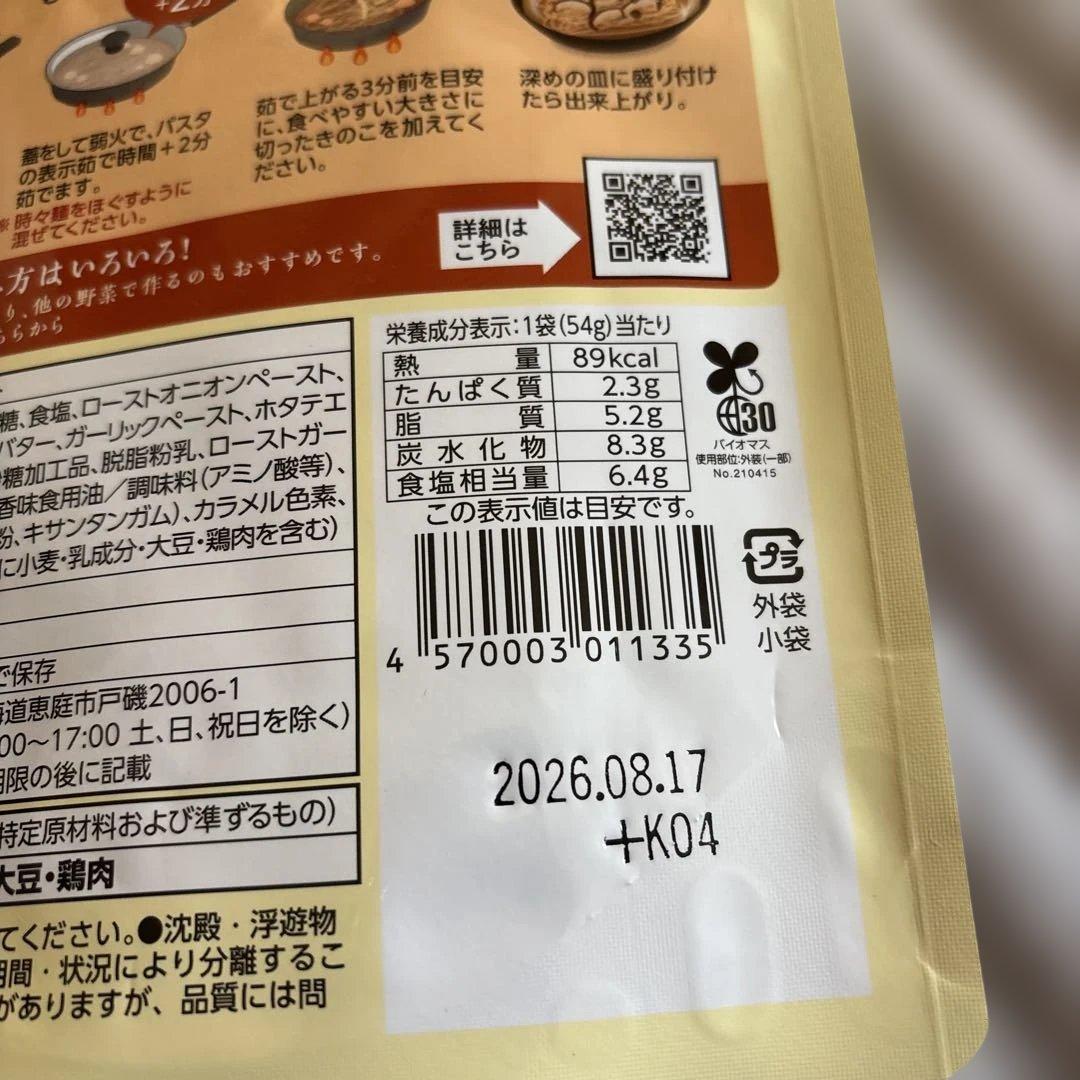 +2分
蓋をして弱火で、パスタ
の表示茹で時間+2分
茹でます。
※時々麺をほぐすように
混ぜてください。
茹で上がる3分前を目安
に、食べやすい大きさに
切ったきのこを加えてく
ださい。
深めの皿に盛り付け
たら出来上がり。
方はいろいろ!
り、他の野菜で作るのもおすすめです。
ちらから
詳細は
こちら
糖、食塩、ローストオニオンペースト、
バター、ガーリックペースト、ホタテエ
糖加工品、脱脂粉乳、ローストガー
香味食用油/調味料(アミノ酸等)、
粉、キサンタンガム)、カラメル色素、
に小麦・乳成分・大豆・鶏肉を含む)
で保存
海道恵庭市戸磯2006-1
00〜17:00 土、日、祝日を除く)
期限の後に記載
特定原材料および準ずるもの)
大豆・鶏肉
てください。●沈殿・浮遊物
期間・状況により分離するこ
がありますが、品質には問
栄養成分表示:1袋(54g)当たり
熱量 89kcal
たんぱく質 2.3g
脂質 5.2g
炭水化物 8.3g
食塩相当量 6.4g
この表示値は目安です。
30
バイオマス
使用部位:外装(一部)
No.210415
4 570003 011335
プラ
外袋
小袋
2026.08.17
+K04